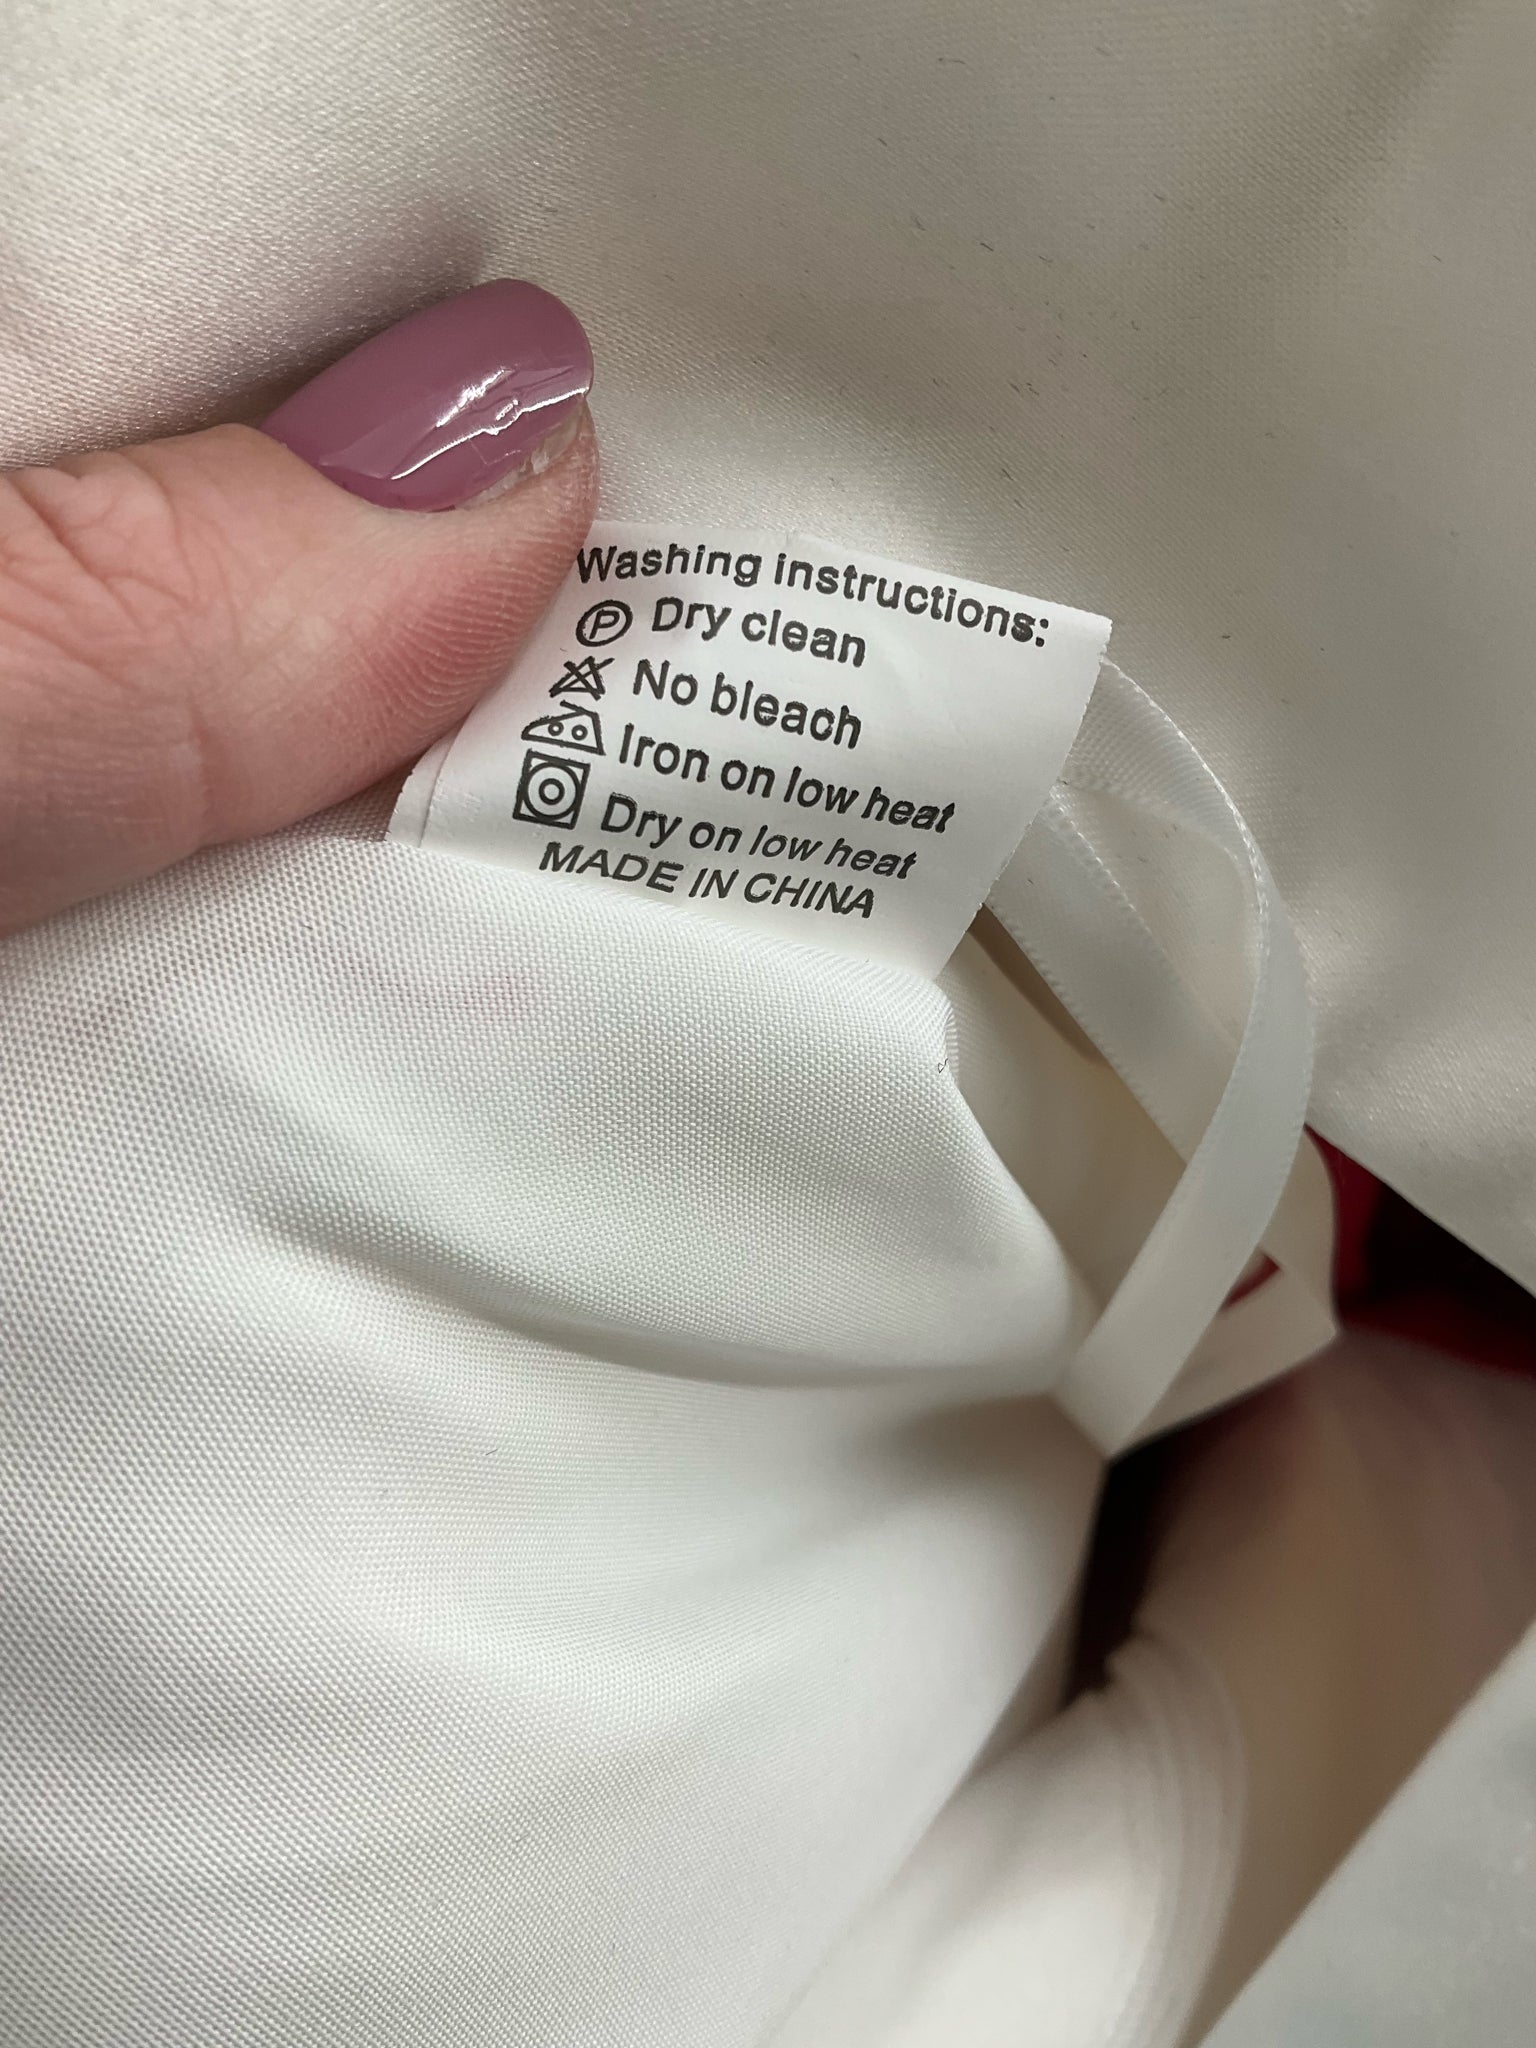 Washing instructions:
P Dry clean
No bleach
Iron on low heat
Dry on low heat
MADE IN CHINA